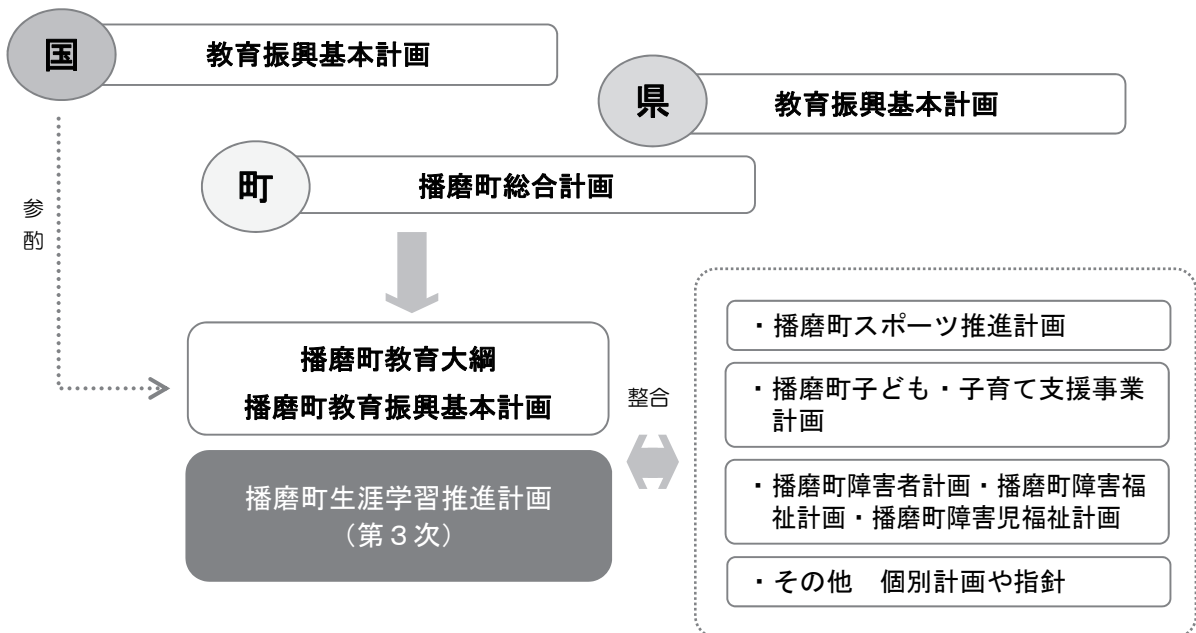 国
教育振興基本計画
県
教育振興基本計画
町
播磨町総合計画
参
酌
播磨町教育大綱
播磨町教育振興基本計画
整合
播磨町生涯学習推進計画
（第３次）
・播磨町スポーツ推進計画
・播磨町子ども・子育て支援事業
計画
・播磨町障害者計画・播磨町障害福
祉計画・播磨町障害児福祉計画
・その他　個別計画や指針